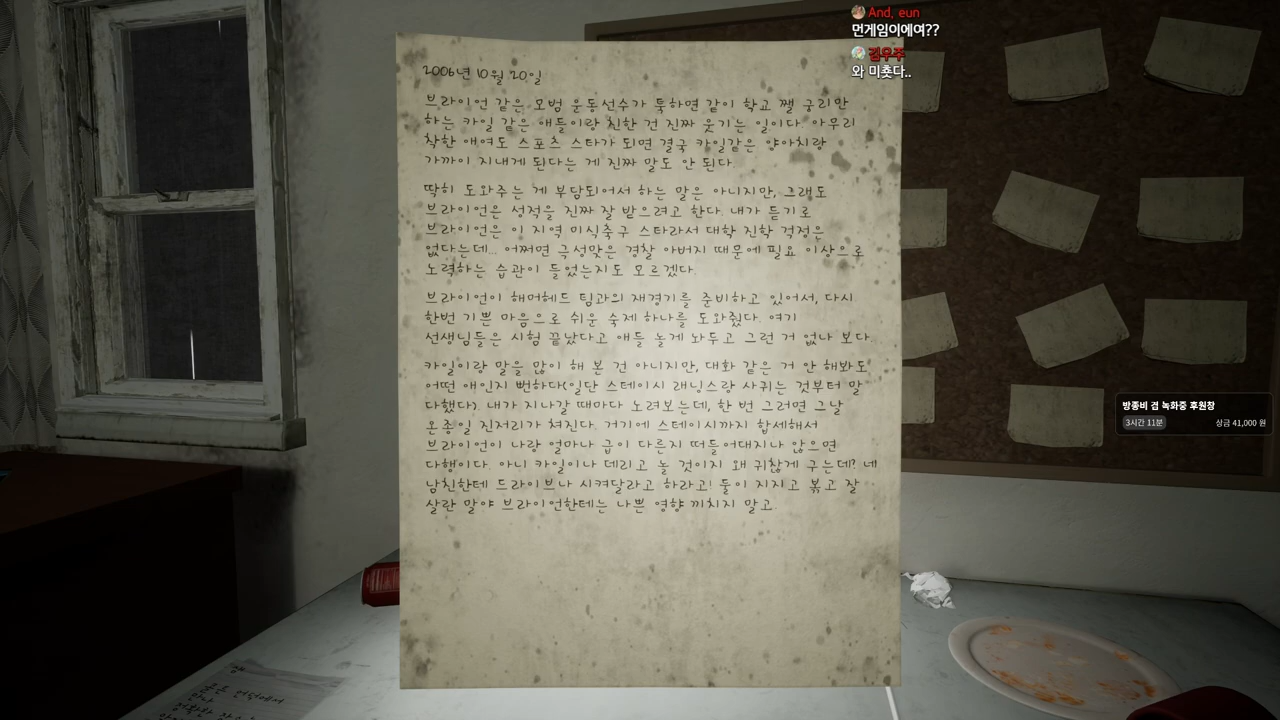 And, eun
먼게임이에여??
김우주
와 미춋다..
2006년 10월 20일
브라이언 같은 모범 운동선수가 툭하면 같이 학교 쨀 궁리만
하는 카일 같은 애들이랑 친한 건 진짜 웃기는 일이다. 아무리
착한 애여도 스포츠 스타가 되면 결국 카일같은 양아치랑
가까이 지내게 된다는 게 진짜 말도 안 된다.
딱히 도와주는 게 부담되어서 하는 말은 아니지만, 그래도
브라이언은 성적을 진짜 잘 받으려고 한다. 내가 듣기로
브라이언은 이 지역 미식축구 스타라서 대학 진학 걱정은
없다는데... 어쩌면 극성맞은 경찰 아버지 때문에 필요 이상으로
노력하는 습관이 들었는지도 모르겠다.
브라이언이 해머헤드 팀과의 재경기를 준비하고 있어서, 다시
한번 기쁜 마음으로 쉬운 숙제 하나를 도와줬다. 여기
선생님들은 시험 끝났다고 애들 놀게 놔두고 그런 거 없나 보다.
카일이랑 말을 많이 해 본 건 아니지만, 대화 같은 거 안 해봐도
어떤 애인지 뻔하다(일단 스테이시 래닝스랑 사귀는 것부터 말
다했다). 내가 지나갈 때마다 노려보는데, 한 번 그러면 그날
온종일 진저리가 쳐진다. 거기에 스테이시까지 합세해서
브라이언이 나랑 얼마나 급이 다른지 떠들어대지나 않으면
다행이다. 아니 카일이나 데리고 놀 것이지 왜 귀찮게 구는데? 네
남친한테 드라이브나 시켜달라고 하라고! 둘이 지지고 볶고 잘
살란 말야 브라이언한테는 나쁜 영향 끼치지 말고.
방종비 겸 녹화중 후원창
3시간 11분
상금 41,000 원